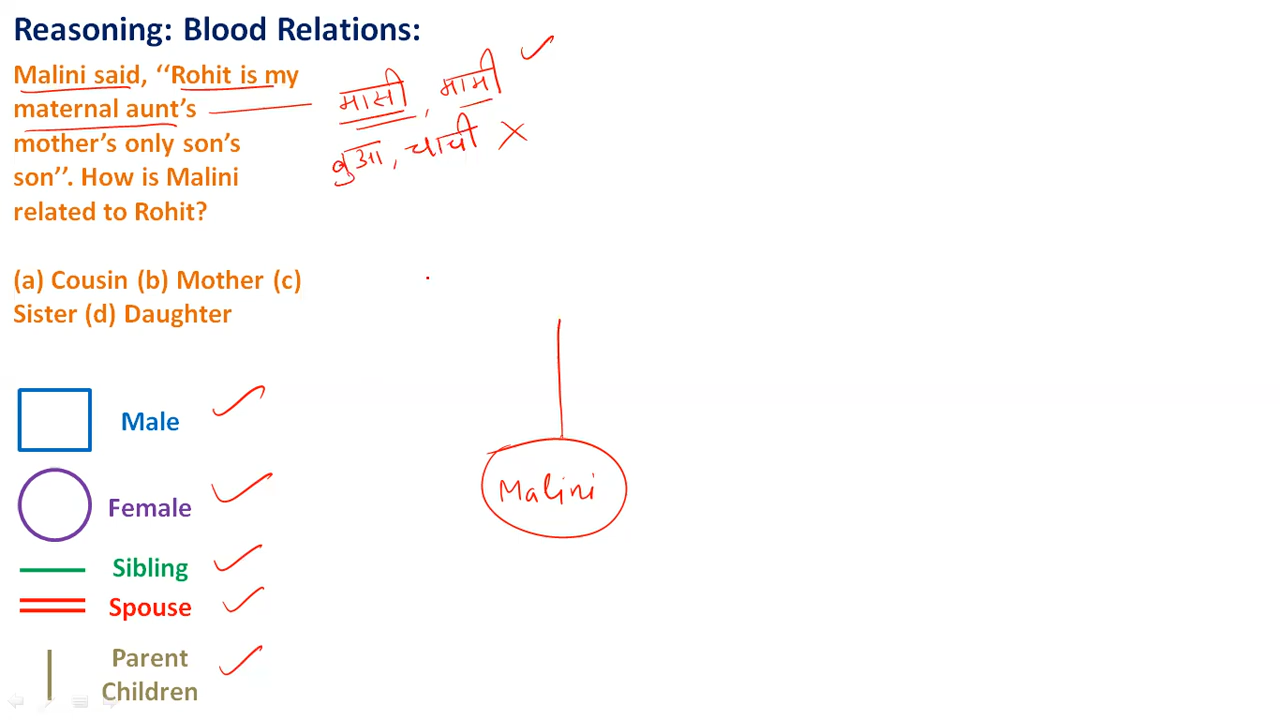 Reasoning: Blood Relations:
Malini said, ‘‘Rohit is my
maternal aunt’s
mother’s only son’s
son’’. How is Malini
related to Rohit?
मासी, मामी
बुआ, चाची
(a) Cousin (b) Mother (c)
Sister (d) Daughter
Male
Female
Sibling
Spouse
Parent
Children
Malini